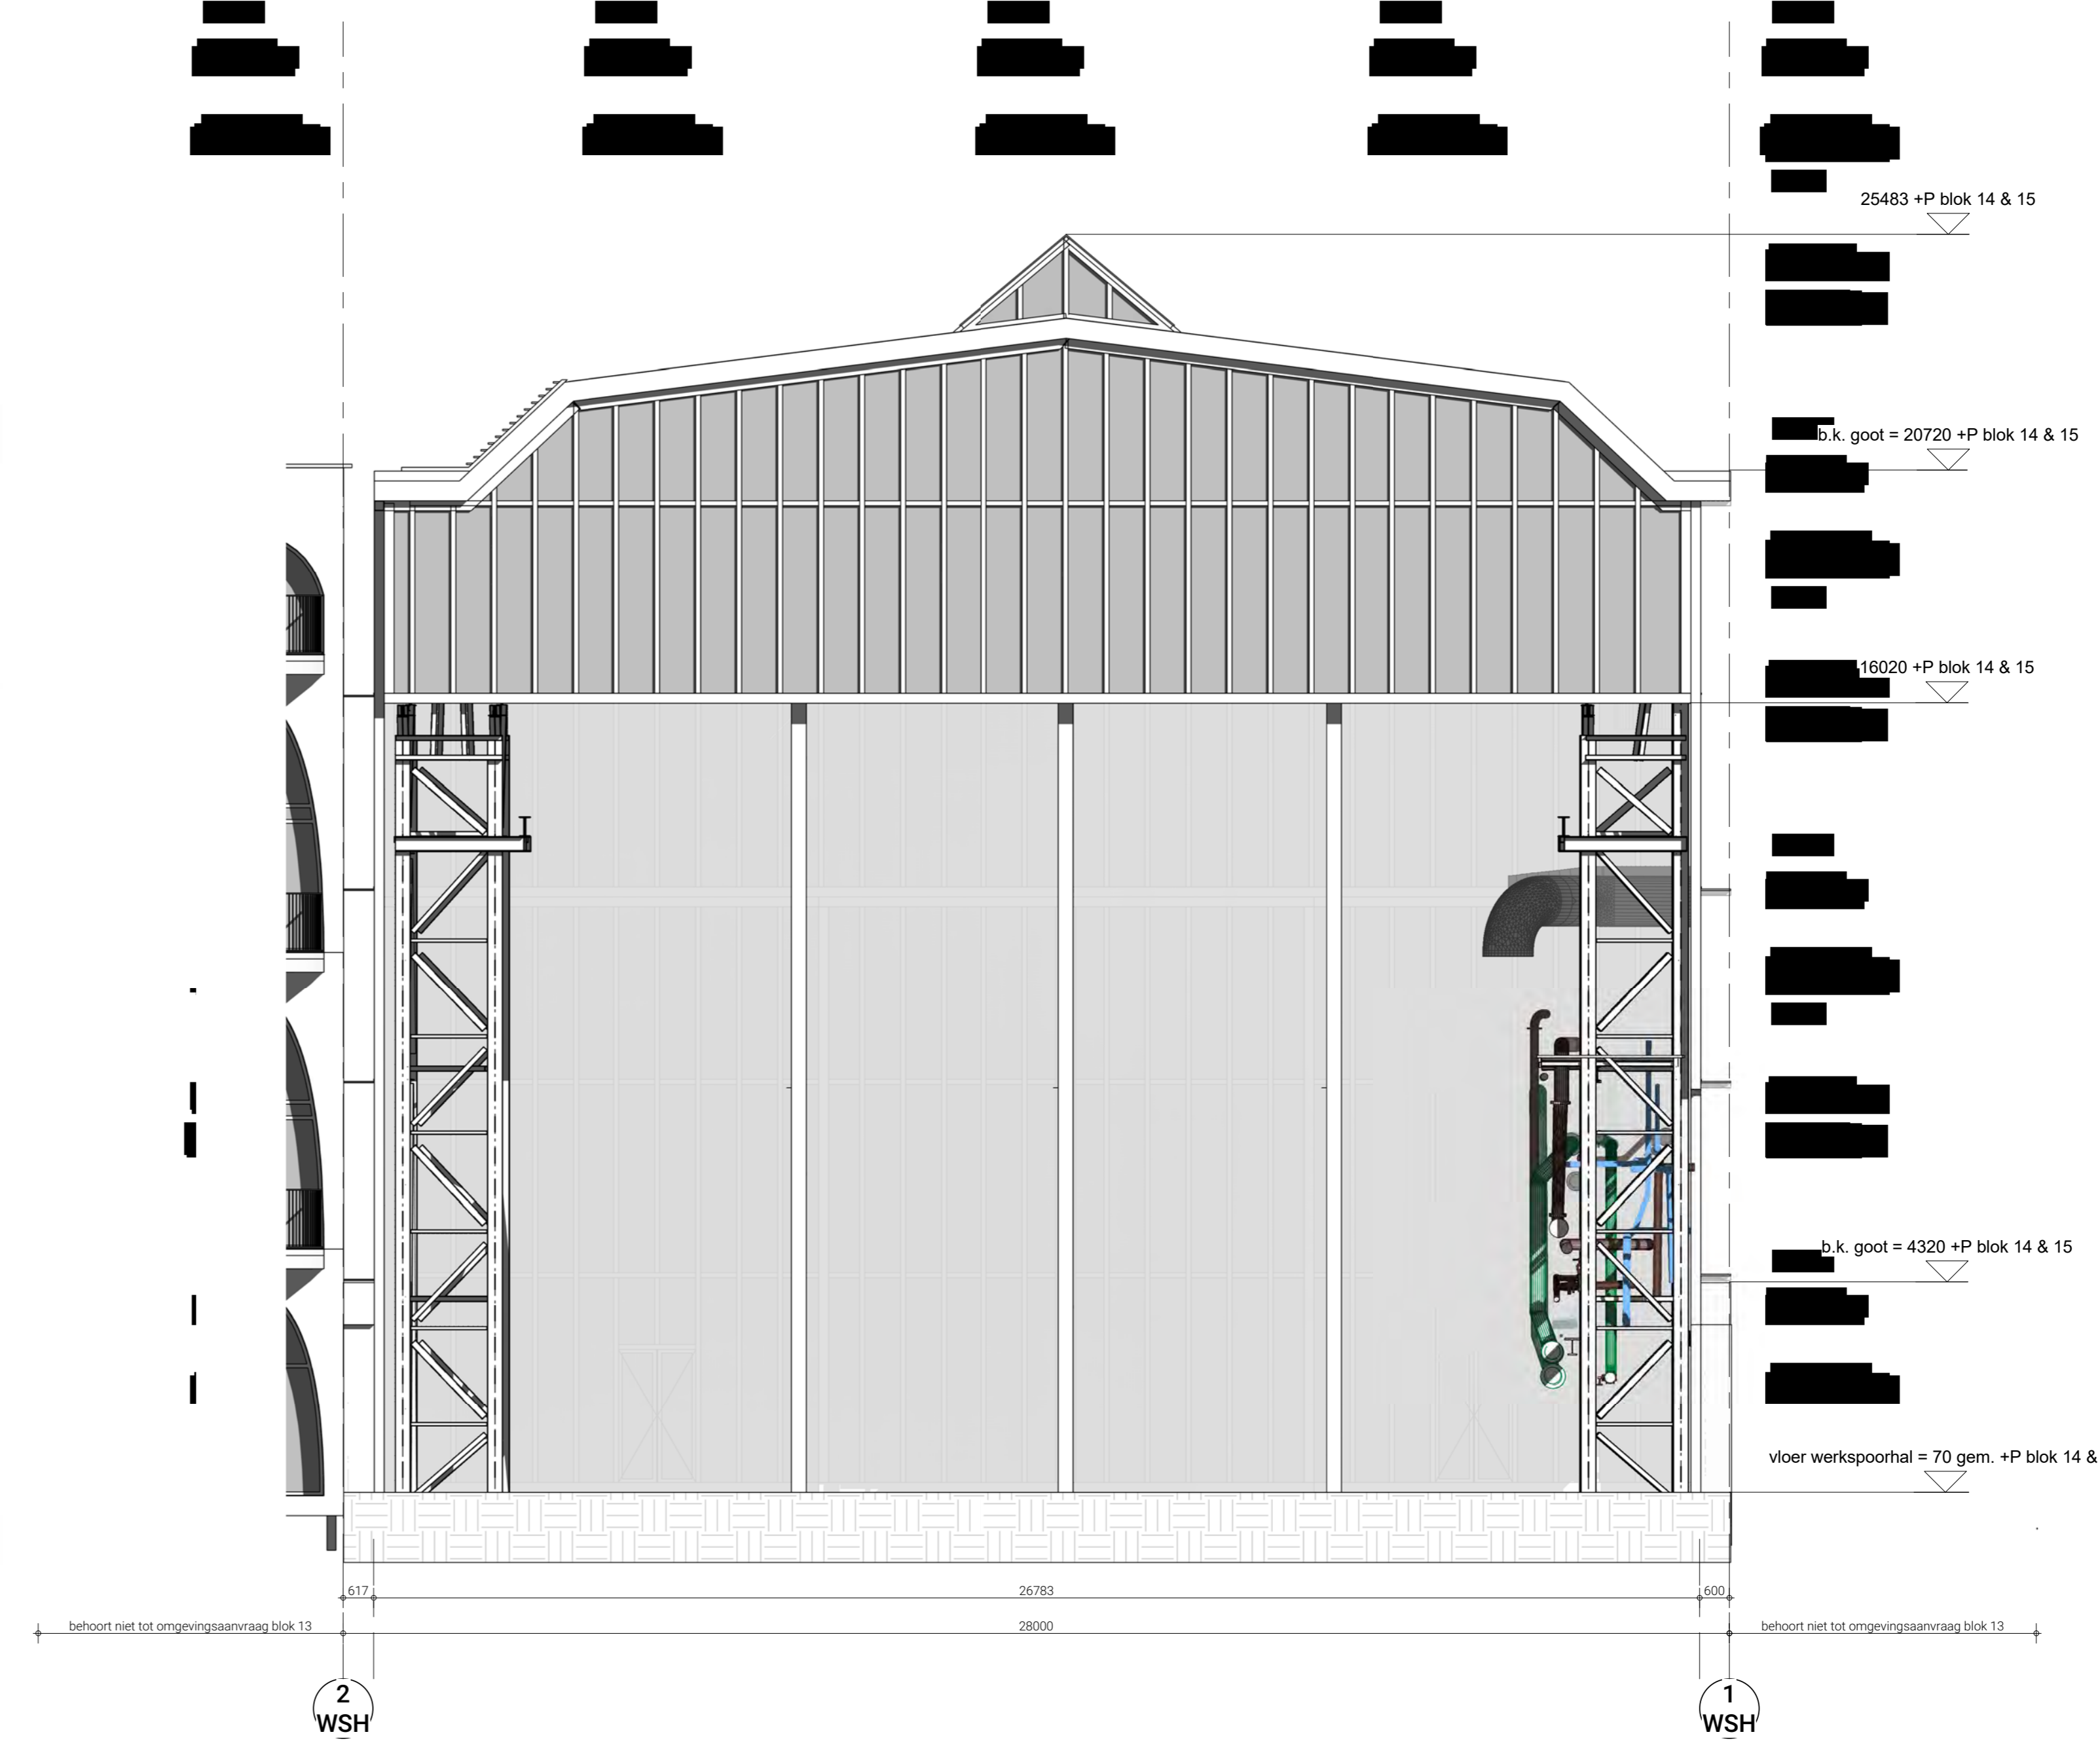 25483 +P blok 14 & 15
b.k. goot = 20720 +P blok 14 & 15
16020 +P blok 14 & 15
b.k. goot = 4320 +P blok 14 & 15
vloer werkspoorhal = 70 gem. +P blok 14 &
617
26783
600
behoort niet tot omgevingsaanvraag blok 13
28000
behoort niet tot omgevingsaanvraag blok 13
2
WSH
1
WSH